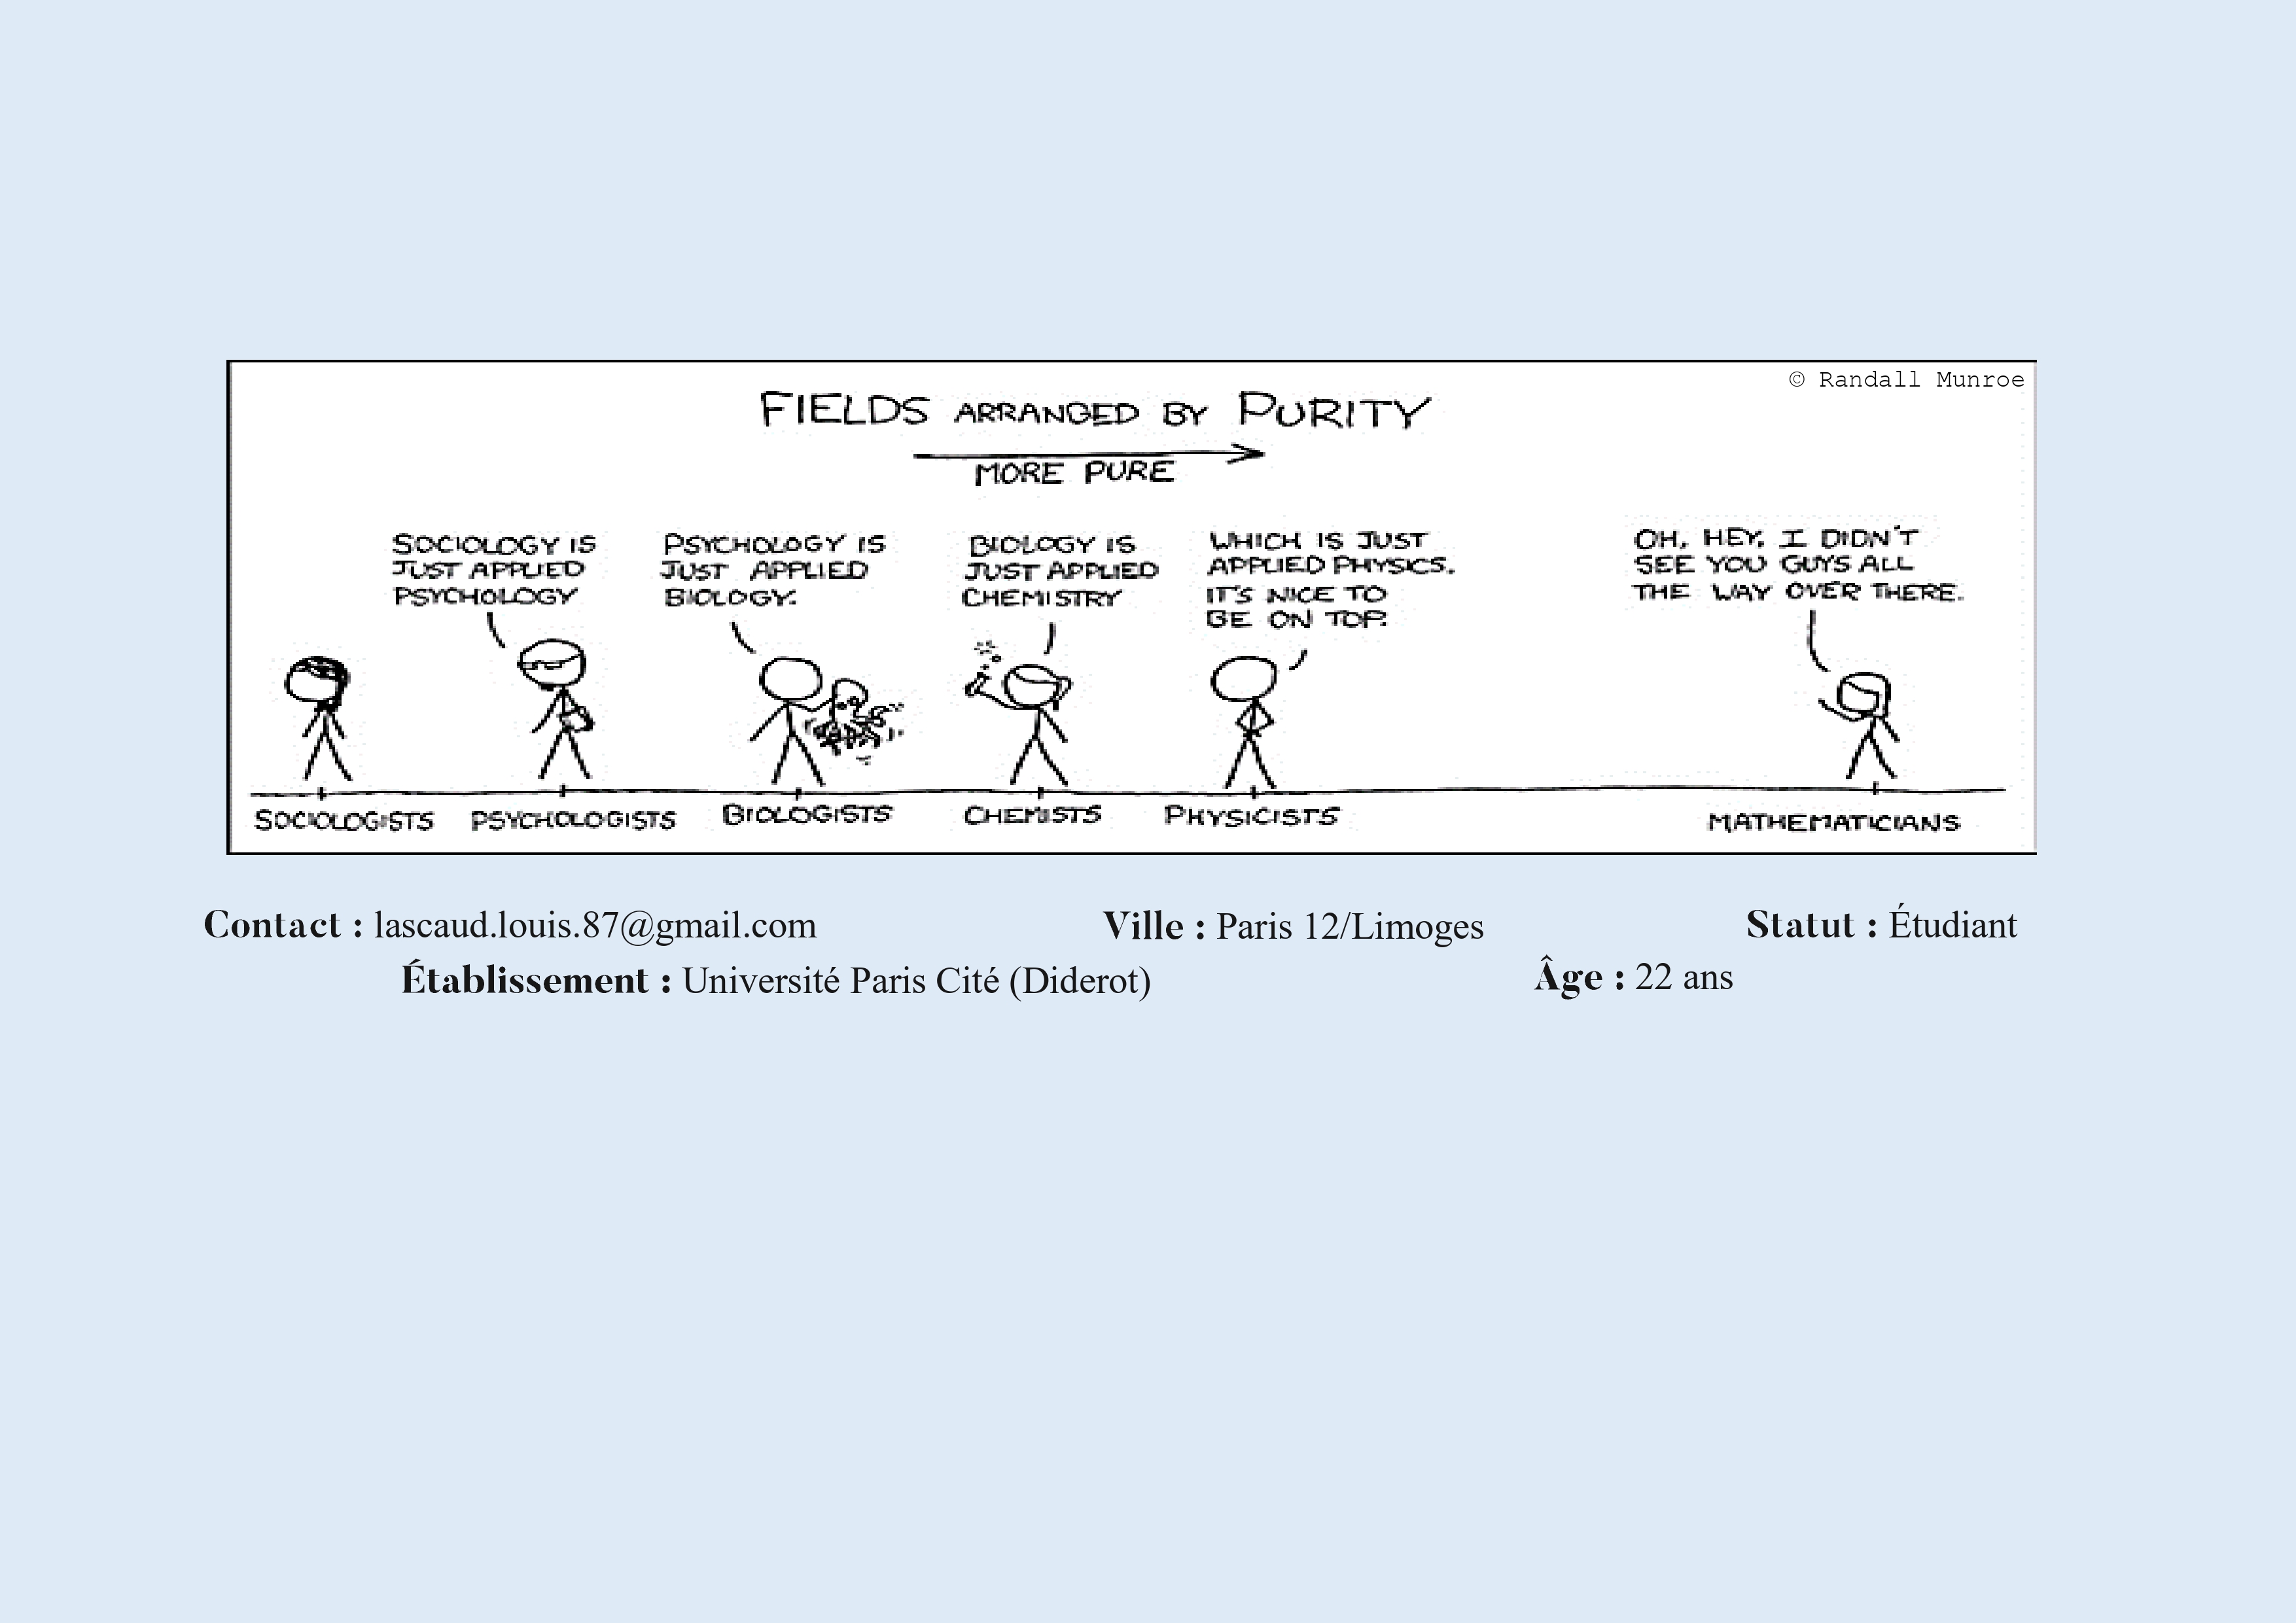 © Randall Munroe
FIELDS ARRANGED BY PURITY
MORE PURE
SOCIOLOGY IS
JUST APPLIED
PSYCHOLOGY
PSYCHOLOGY IS
JUST APPLIED
BIOLOGY.
BIOLOGY IS
JUST APPLIED
CHEMISTRY
WHICH IS JUST
APPLIED PHYSICS.
IT'S NICE TO
BE ON TOP.
OH, HEY, I DIDN'T
SEE YOU GUYS ALL
THE WAY OVER THERE.
SOCIOLOGISTS
PSYCHOLOGISTS
BIOLOGISTS
CHEMISTS
PHYSICISTS
MATHEMATICIANS
Contact : lascaud.louis.87@gmail.com
Ville : Paris 12/Limoges
Statut : Étudiant
Établissement : Université Paris Cité (Diderot)
Âge : 22 ans